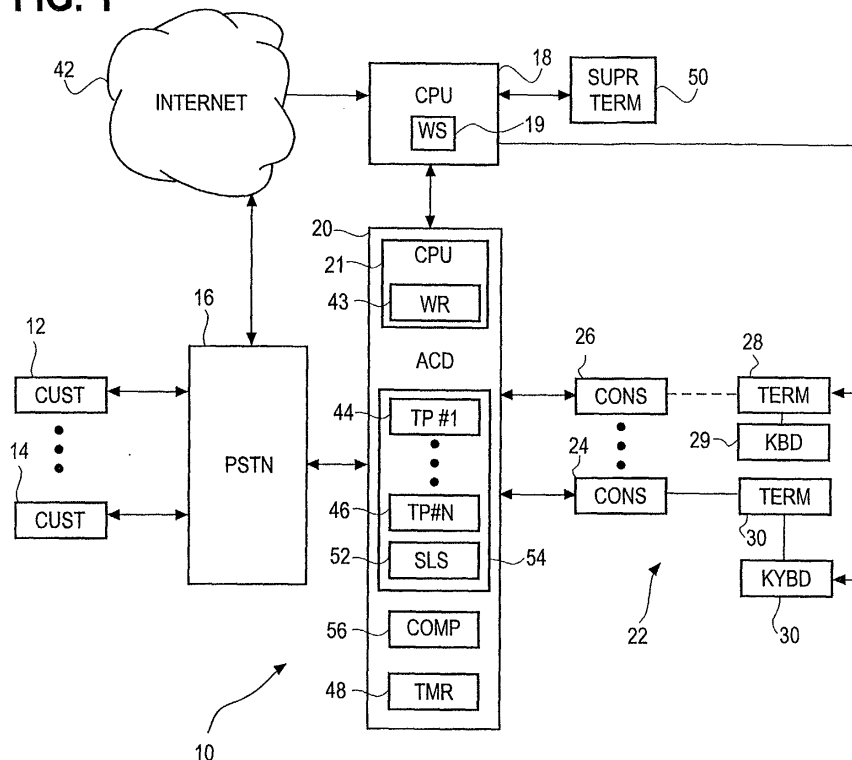 FIG. 1
42
INTERNET
CPU
WS
18
19
SUPR
TERM
50
20
21
CPU
43
WR
ACD
16
PSTN
12
CUST
14
CUST
44
TP #1
46
TP#N
52
SLS
54
56
COMP
48
TMR
26
CONS
24
CONS
28
TERM
29
KBD
TERM
30
KYBD
30
22
10